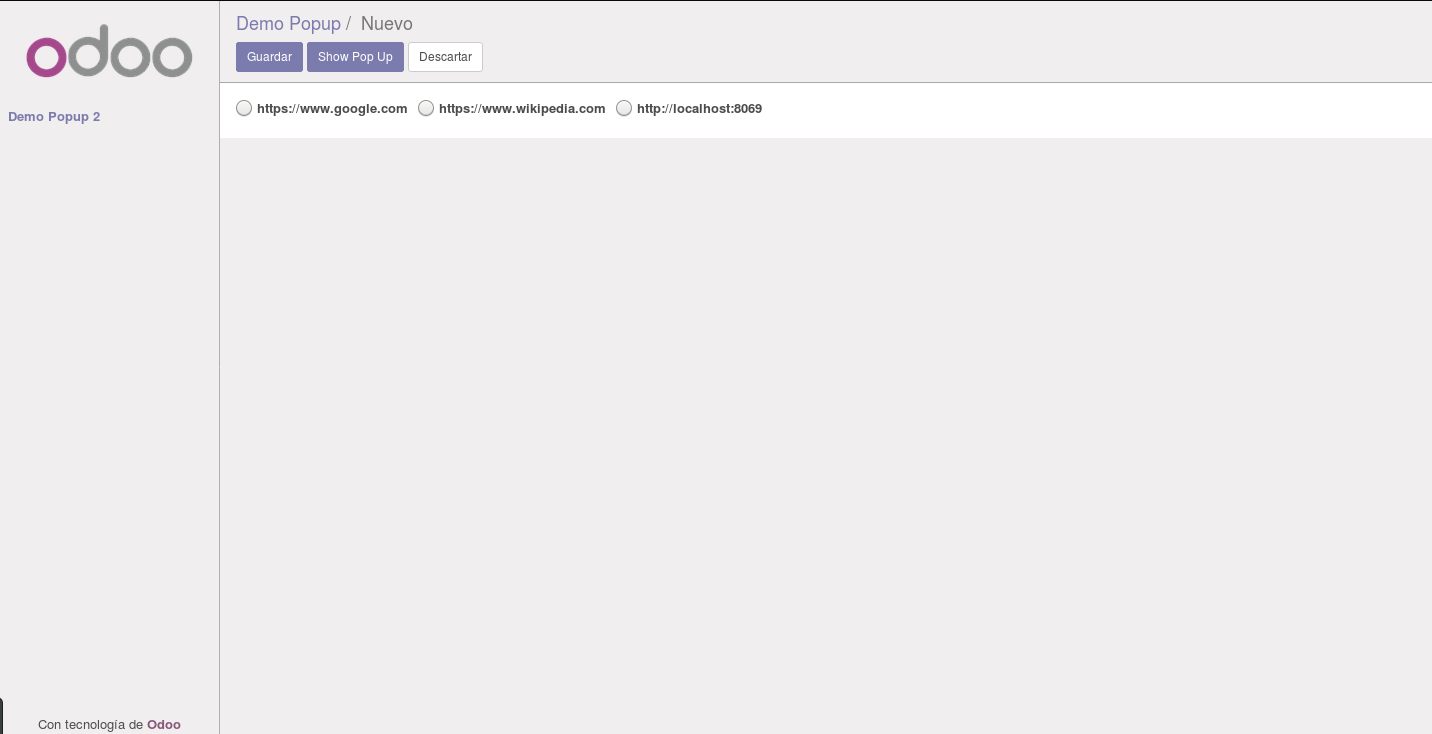 odoo
Demo Popup 2
Con tecnología de Odoo
Demo Popup / Nuevo
Guardar Show Pop Up Descartar
https://www.google.com https://www.wikipedia.com http://localhost:8069